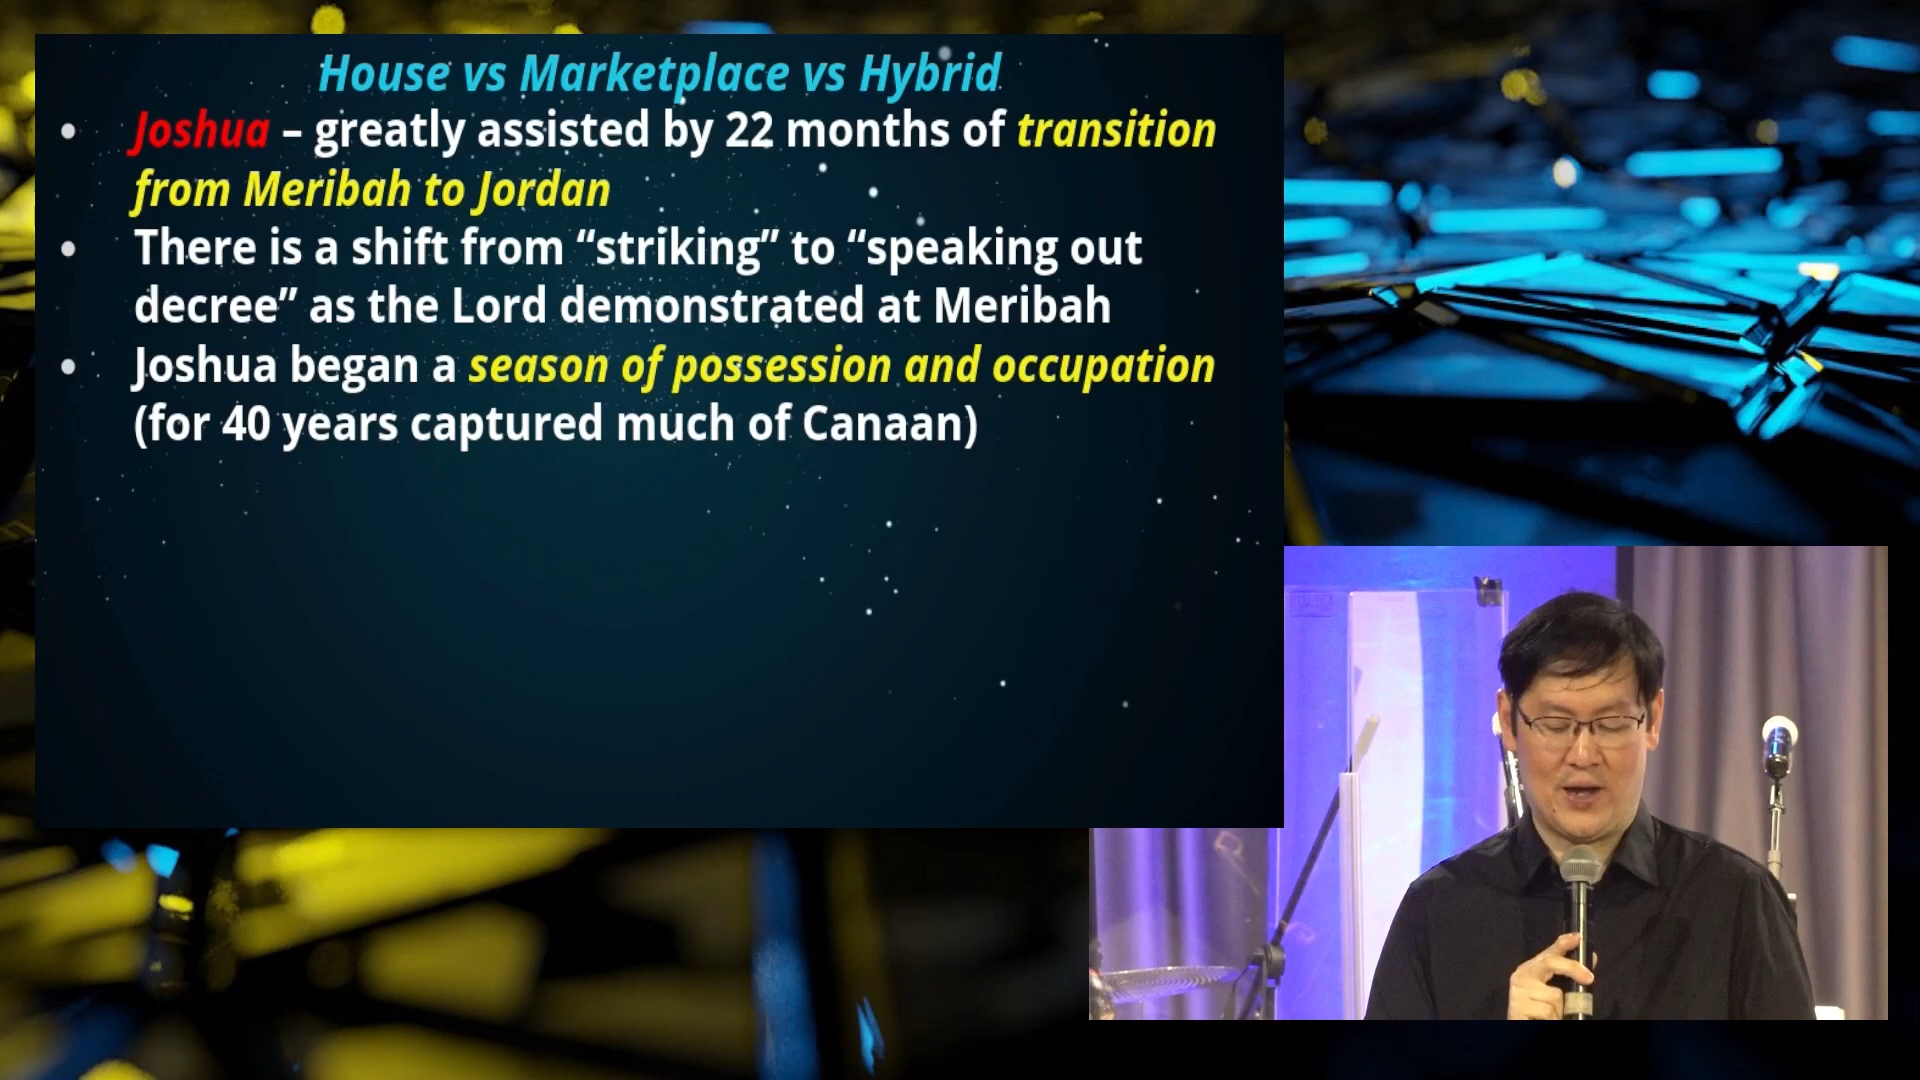 House vs Marketplace vs Hybrid
• Joshua – greatly assisted by 22 months of transition
from Meribah to Jordan
• There is a shift from “striking” to “speaking out
decree” as the Lord demonstrated at Meribah
• Joshua began a season of possession and occupation
(for 40 years captured much of Canaan)